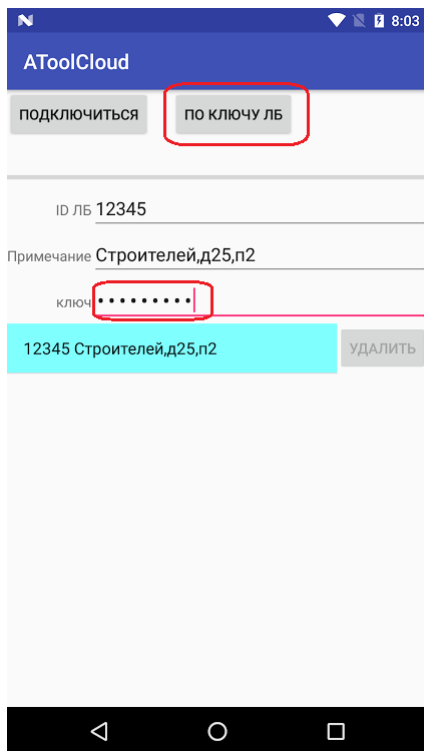 8:03
AToolCloud
ПОДКЛЮЧИТЬСЯ ПО КЛЮЧУ ЛБ
ID ЛБ 12345
Примечание Строителей,д25,п2
ключ •••••••••
12345 Строителей,д25,п2 УДАЛИТЬ